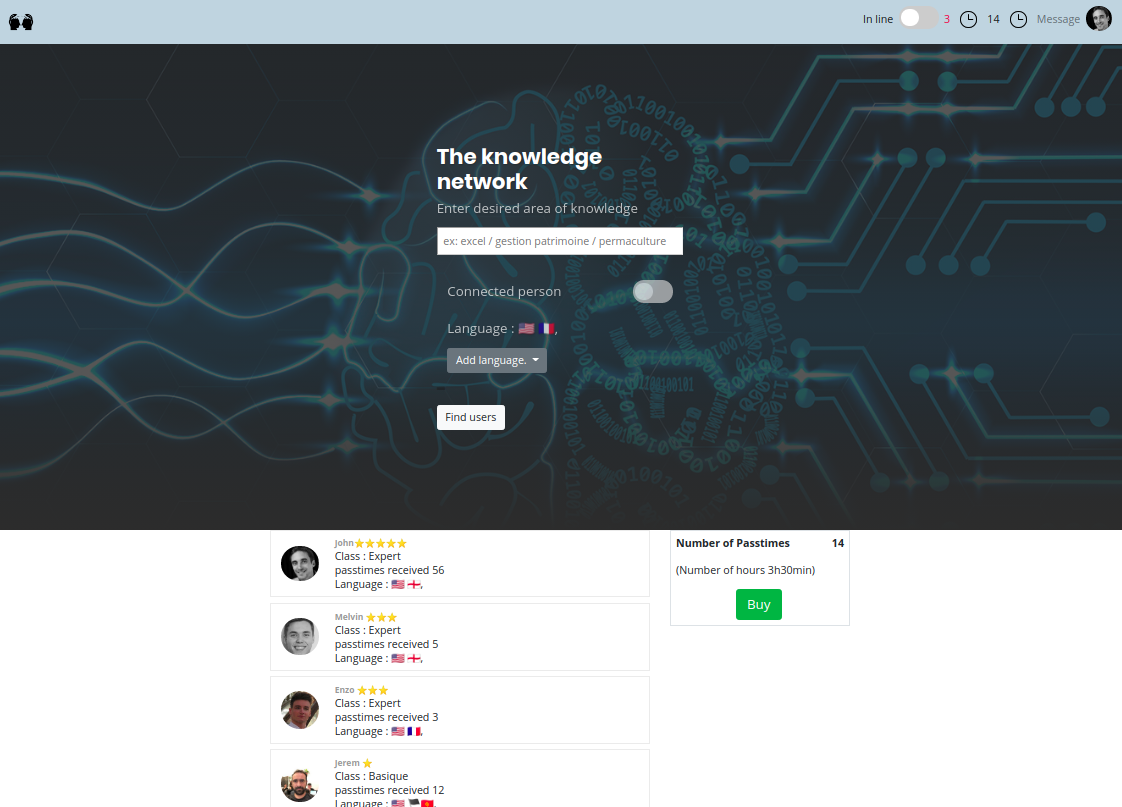 In line 3 14 Message
The knowledge
network
Enter desired area of knowledge
ex: excel / gestion patrimoine / permaculture
Connected person
Language : ,
Add language.
Find users
John
Class : Expert
passtimes received 56
Language : ,
Melvin
Class : Expert
passtimes received 5
Language : ,
Enzo
Class : Expert
passtimes received 3
Language : ,
Jerem
Class : Basique
passtimes received 12
Language : ,
Number of Passtimes 14
(Number of hours 3h30min)
Buy